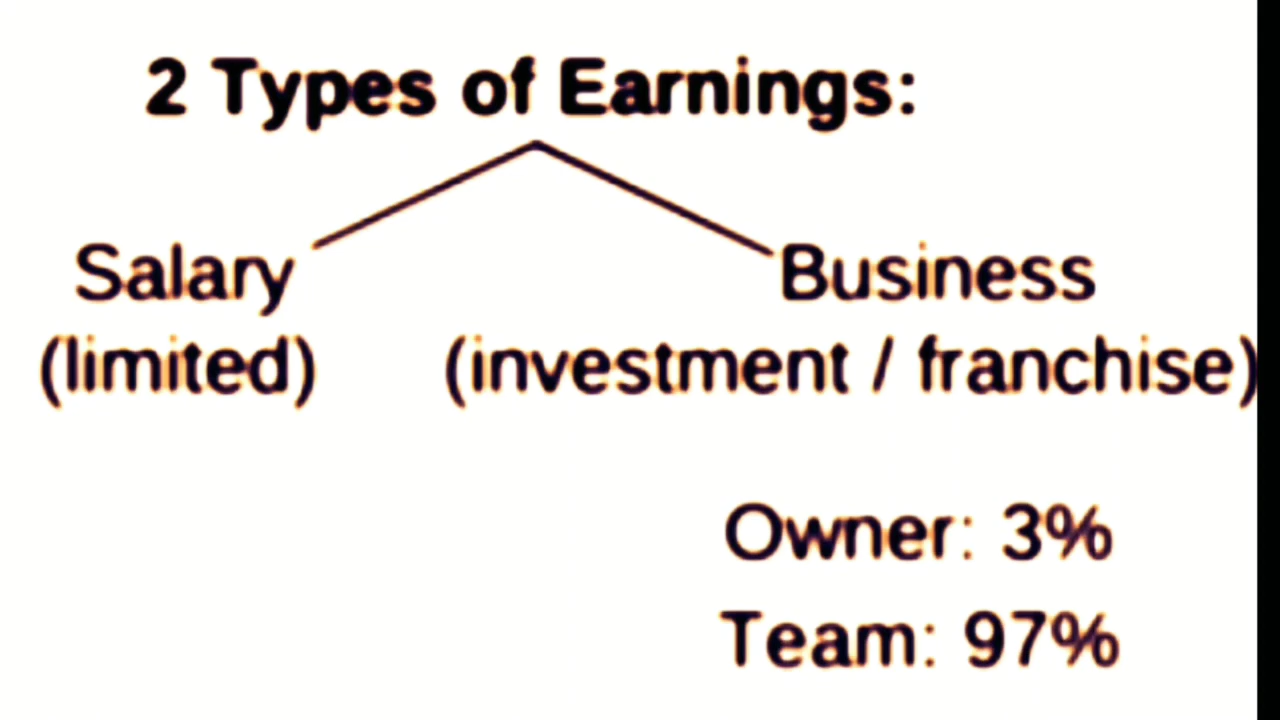 2 Types of Earnings:
Salary Business
(limited) (investment / franchise)
Owner: 3%
Team: 97%